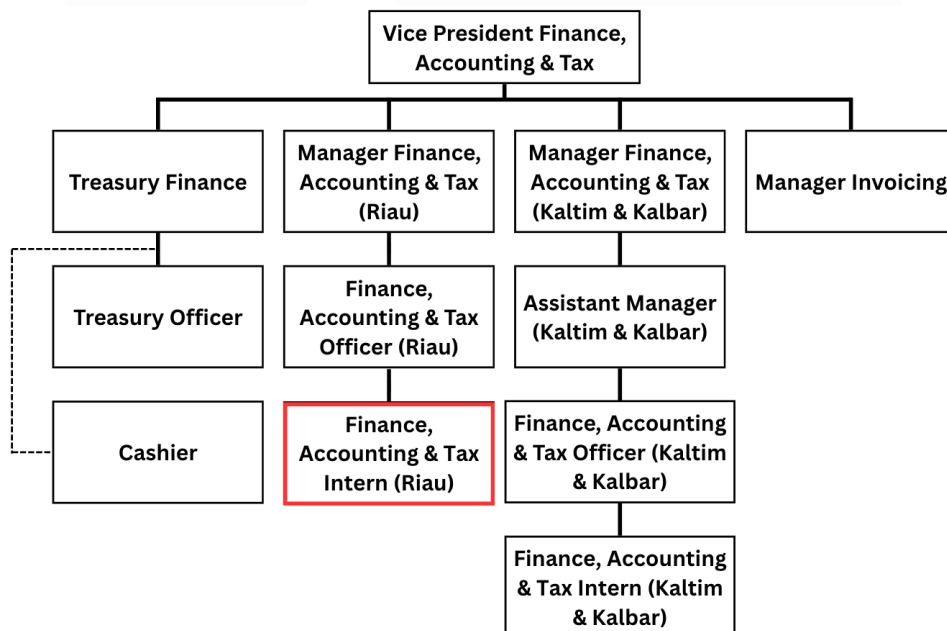 Vice President Finance,
Accounting & Tax
Treasury Finance
Manager Finance,
Accounting & Tax
(Riau)
Manager Finance,
Accounting & Tax
(Kaltim & Kalbar)
Manager Invoicing
Treasury Officer
Finance,
Accounting & Tax
Officer (Riau)
Assistant Manager
(Kaltim & Kalbar)
Cashier
Finance,
Accounting & Tax
Intern (Riau)
Finance, Accounting
& Tax Officer (Kaltim
& Kalbar)
Finance, Accounting
& Tax Intern (Kaltim
& Kalbar)